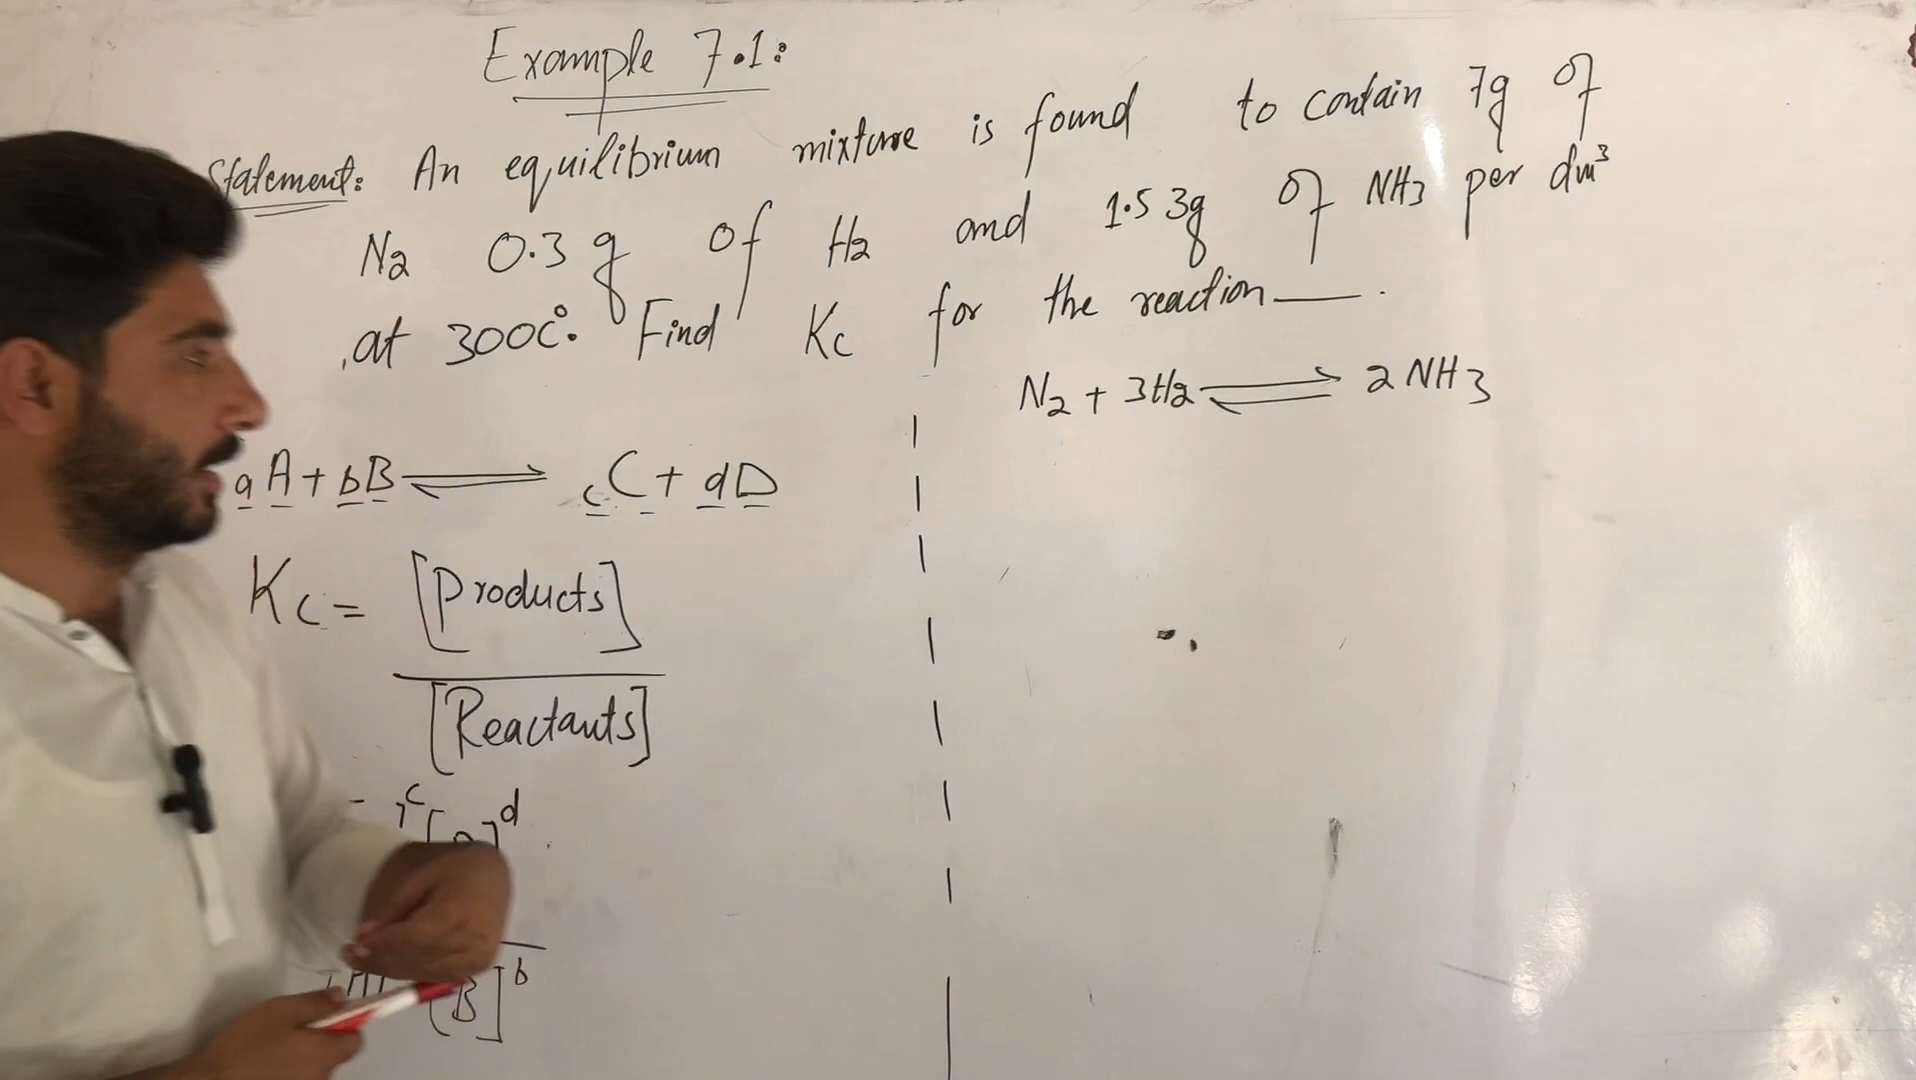 Example 7.1:
Statement: An equilibrium mixture is found to contain 7g of
N2 0.3g of H2 and 1.53g of NH3 per dm³
at 300C°. Find Kc for the reaction —— .
N2 + 3H2 ⇌ 2NH3
aA + bB ⇌ cC + dD
Kc = [Products]
[Reactants]
c [D]d
[B]b